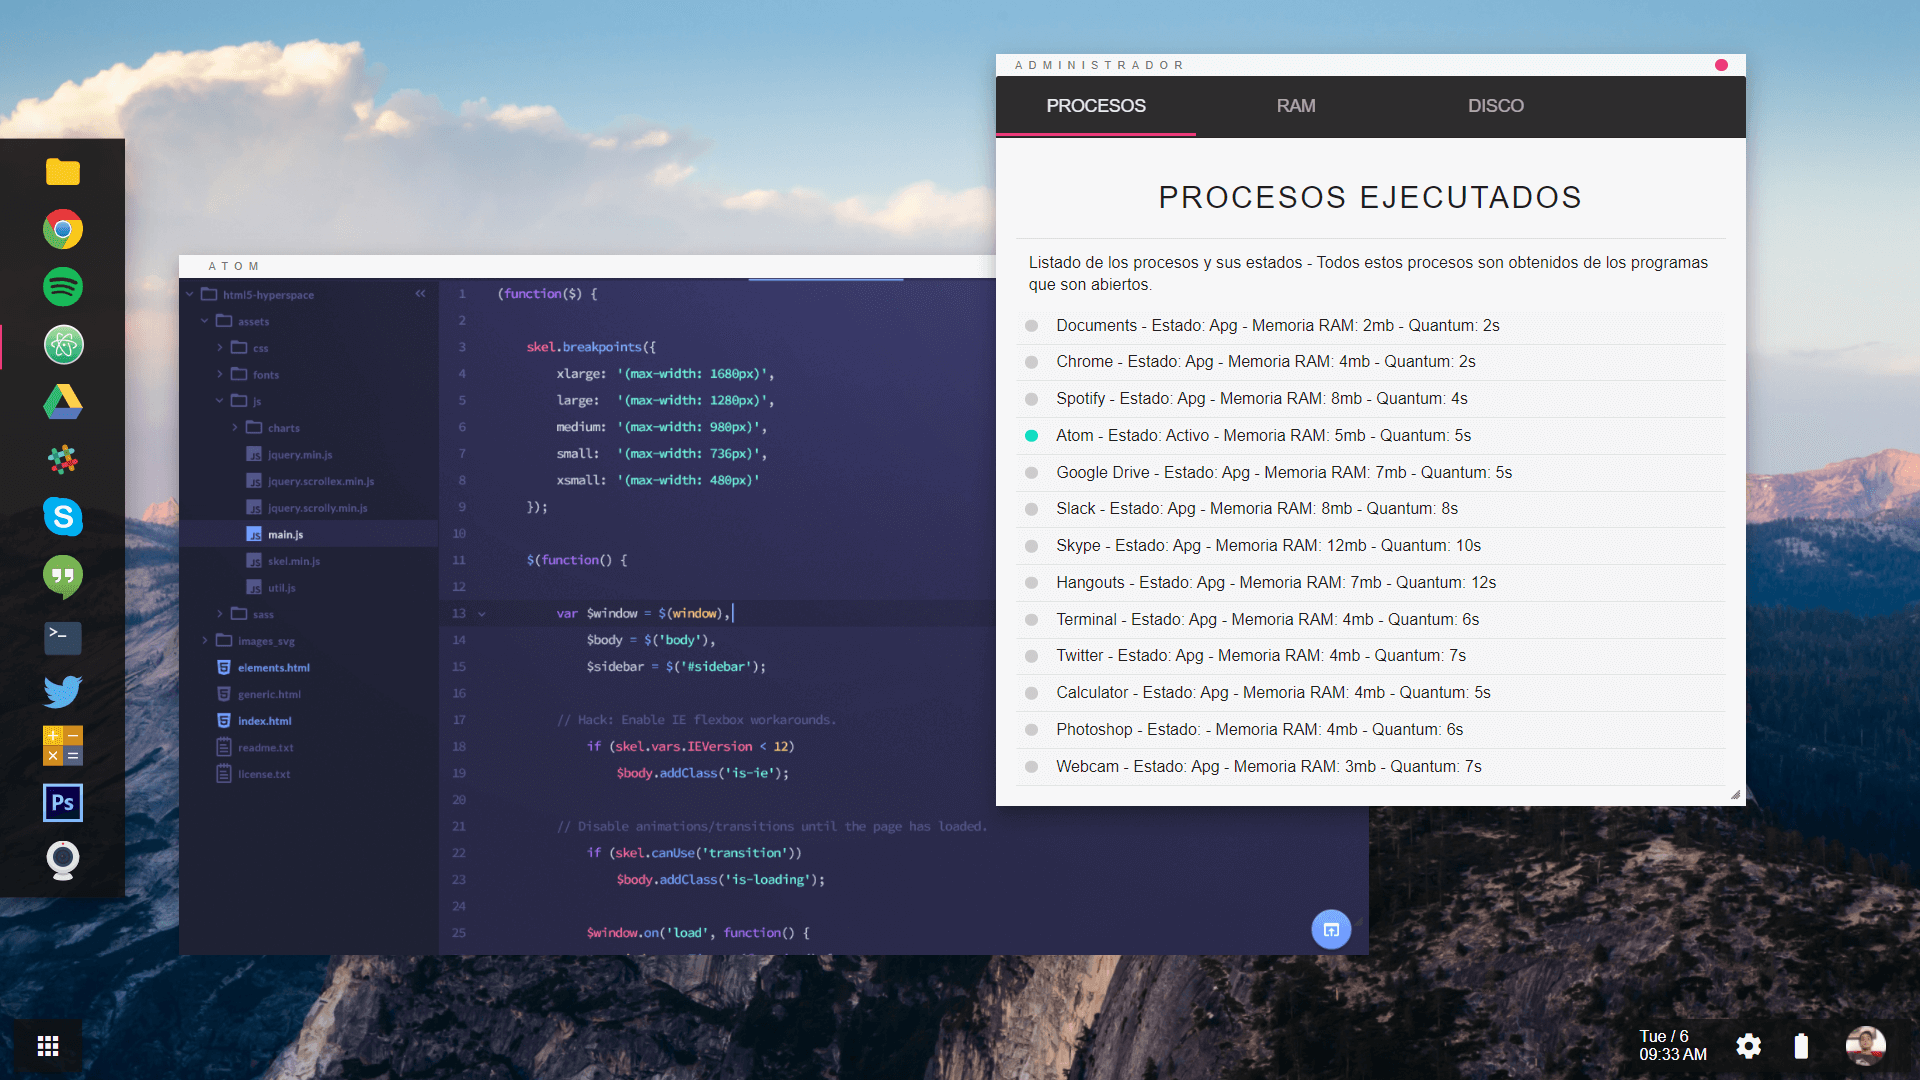 ADMINISTRADOR
PROCESOS
RAM
DISCO
PROCESOS EJECUTADOS
Listado de los procesos y sus estados - Todos estos procesos son obtenidos de los programas
que son abiertos.
Documents - Estado: Apg - Memoria RAM: 2mb - Quantum: 2s
Chrome - Estado: Apg - Memoria RAM: 4mb - Quantum: 2s
Spotify - Estado: Apg - Memoria RAM: 8mb - Quantum: 4s
Atom - Estado: Activo - Memoria RAM: 5mb - Quantum: 5s
Google Drive - Estado: Apg - Memoria RAM: 7mb - Quantum: 5s
Slack - Estado: Apg - Memoria RAM: 8mb - Quantum: 8s
Skype - Estado: Apg - Memoria RAM: 12mb - Quantum: 10s
Hangouts - Estado: Apg - Memoria RAM: 7mb - Quantum: 12s
Terminal - Estado: Apg - Memoria RAM: 4mb - Quantum: 6s
Twitter - Estado: Apg - Memoria RAM: 4mb - Quantum: 7s
Calculator - Estado: Apg - Memoria RAM: 4mb - Quantum: 5s
Photoshop - Estado: - Memoria RAM: 4mb - Quantum: 6s
Webcam - Estado: Apg - Memoria RAM: 3mb - Quantum: 7s
ATOM
html5-hyperspace
assets
css
fonts
js
charts
jquery.min.js
jquery.scrollex.min.js
jquery.scrolly.min.js
main.js
skel.min.js
util.js
sass
images_svg
elements.html
generic.html
index.html
readme.txt
license.txt
1 (function($) {
2
3 skel.breakpoints({
4 xlarge: '(max-width: 1680px)',
5 large: '(max-width: 1280px)',
6 medium: '(max-width: 980px)',
7 small: '(max-width: 736px)',
8 xsmall: '(max-width: 480px)'
9 });
10
11 $(function() {
12
13 var $window = $(window),
14 $body = $('body'),
15 $sidebar = $('#sidebar');
16
17 // Hack: Enable IE flexbox workarounds.
18 if (skel.vars.IEVersion < 12)
19 $body.addClass('is-ie');
20
21 // Disable animations/transitions until the page has loaded.
22 if (skel.canUse('transition'))
23 $body.addClass('is-loading');
24
25 $window.on('load', function() {
S
>_
Ps
Tue / 6
09:33 AM